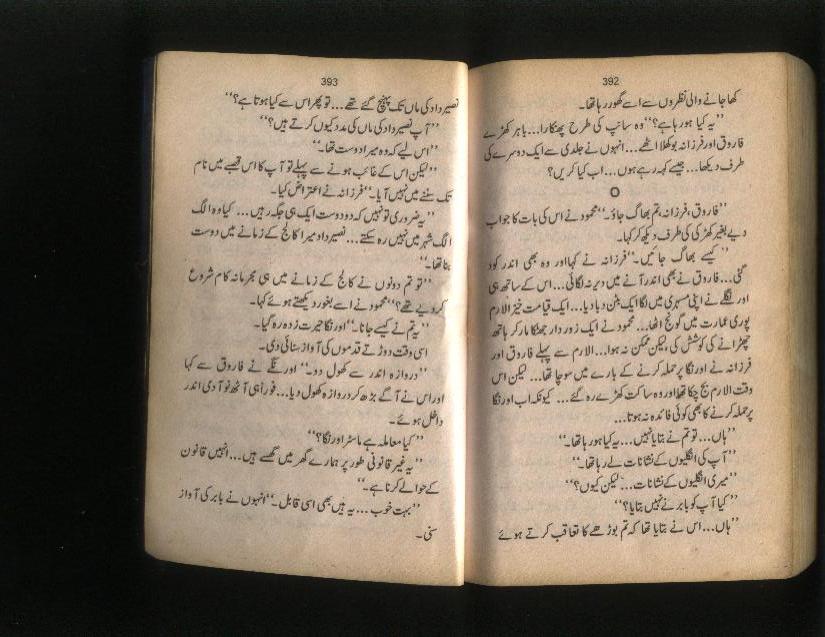 392
کھا جانے والی نظروں سے اسے گھور رہا تھا۔
’’یہ کیا ہو رہا ہے؟‘‘ وہ سانپ کی طرح پھنکارا... باہر کھڑے
فاروق اور فرزانہ بوکھلا اٹھے... انہوں نے جلدی سے ایک دوسرے کی
طرف دیکھا... جیسے کہہ رہے ہوں... اب کیا کریں؟
O
’’فاروق، فرزانہ، تم بھاگ جاؤ۔‘‘ محمود نے اس کی بات کا جواب
دیے بغیر کھڑکی کی طرف دیکھ کر کہا۔
’’کیسے بھاگ جائیں۔‘‘ فرزانہ نے کہا اور وہ بھی اندر کود
گئی... فاروق نے بھی اندر آنے میں دیر نہ لگائی... اس کے ساتھ ہی
اور نگے نے اپنی مسہری میں لگا ایک بٹن دبا دیا... ایک قیامت خیز الارم
پوری عمارت میں گونج اٹھا... محمود نے ایک زور دار جھٹکا مار کر ہاتھ
چھڑانے کی کوشش کی، لیکن ممکن نہ ہوا... الارم سے پہلے فاروق اور
فرزانہ نے اورنگا پر حملہ کرنے کے بارے میں سوچا تھا... لیکن اس
وقت الارم بج چکا تھا اور وہ ساکت کھڑے رہ گئے... کیونکہ اب اورنگا
پر حملہ کرنے کا بھی کوئی فائدہ نہ ہوتا...
’’ہاں... تو تم نے بتایا نہیں... یہ کیا ہو رہا تھا۔‘‘
’’آپ کی انگلیوں کے نشانات لے رہا تھا۔‘‘
’’میری انگلیوں کے نشانات... لیکن کیوں؟‘‘
’’کیا آپ کو بابر نے نہیں بتایا؟‘‘
’’ہاں... اس نے بتایا تھا کہ تم بوڑھے کا تعاقب کرتے ہوئے
393
نصیر داد کی ماں تک پہنچ گئے تھے... تو پھر اس سے کیا ہوتا ہے؟‘‘
’’آپ نصیر داد کی ماں کی مدد کیوں کرتے ہیں؟‘‘
’’اس لیے کہ وہ میرا دوست تھا۔‘‘
’’لیکن اس کے غائب ہونے سے پہلے تو آپ کا اس قصبے میں نام
تک سننے میں نہیں آیا۔‘‘ فرزانہ نے اعتراض کیا۔
’’یہ ضروری تو نہیں کہ دو دوست ایک ہی جگہ رہیں... کیا وہ الگ
الگ شہر میں نہیں رہ سکتے... نصیر داد میرا کالج کے زمانے میں دوست
بنا تھا۔‘‘
’’تو تم دونوں نے کالج کے زمانے میں ہی مجرمانہ کام شروع
کر دیے تھے؟‘‘ محمود نے اسے بغور دیکھتے ہوئے کہا۔
’’یہ تم نے کیسے جانا۔‘‘ اورنگا حیرت زدہ رہ گیا۔
اسی وقت دوڑتے قدموں کی آواز سنائی دی۔
’’دروازہ اندر سے کھول دو۔‘‘ اورنگے نے فاروق سے کہا
اور اس نے آگے بڑھ کر دروازہ کھول دیا... فوراً ہی آٹھ نو آدمی اندر
داخل ہوئے۔
’’کیا معاملہ ہے ماسٹر اورنگا؟‘‘
’’یہ غیر قانونی طور پر ہمارے گھر میں گھسے ہیں... انہیں قانون
کے حوالے کرنا ہے۔‘‘
’’بہت خوب... یہ ہیں بھی اسی قابل۔‘‘ انہوں نے بابر کی آواز
سنی۔